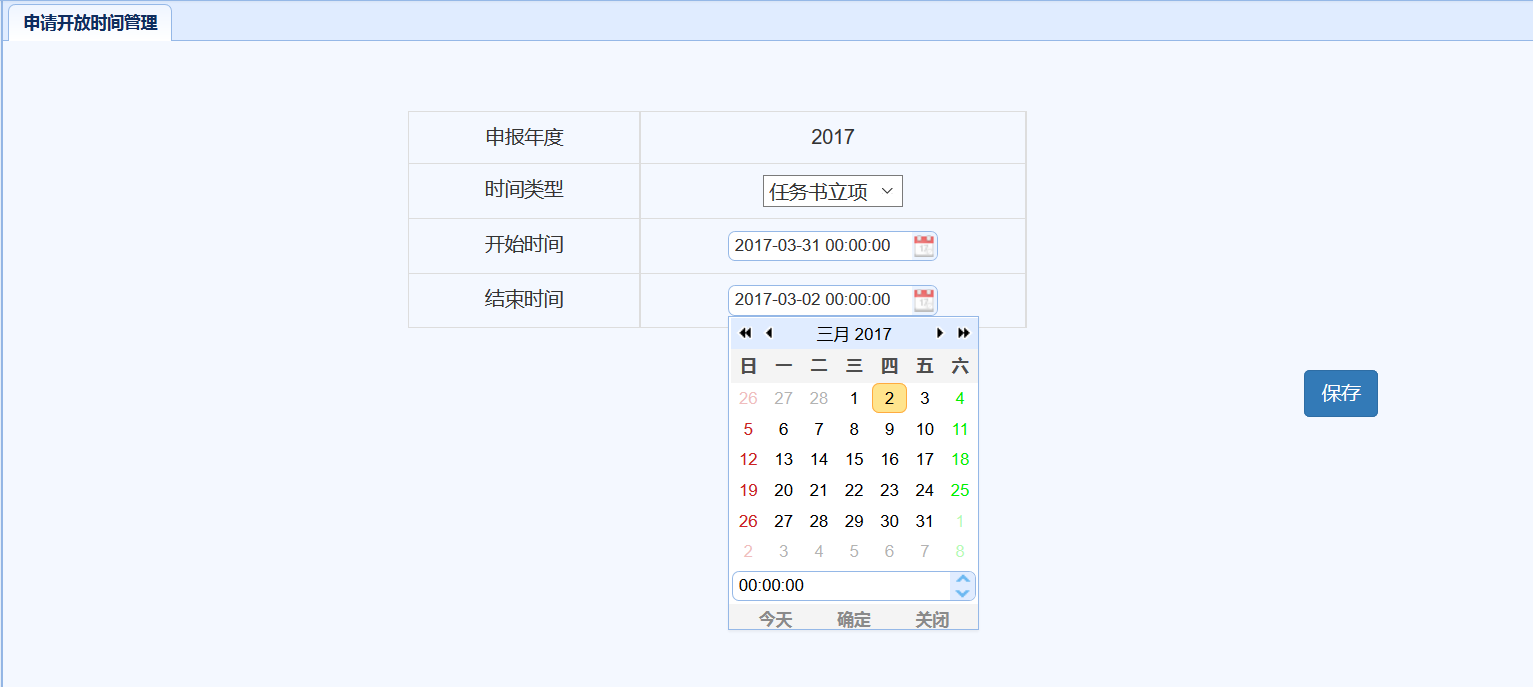 申请开放时间管理
申报年度 2017
时间类型 任务书立项
开始时间 2017-03-31 00:00:00
结束时间 2017-03-02 00:00:00
三月 2017
日 一 二 三 四 五 六
26 27 28 1 2 3 4
5 6 7 8 9 10 11
12 13 14 15 16 17 18
19 20 21 22 23 24 25
26 27 28 29 30 31 1
2 3 4 5 6 7 8
00:00:00
今天 确定 关闭
保存